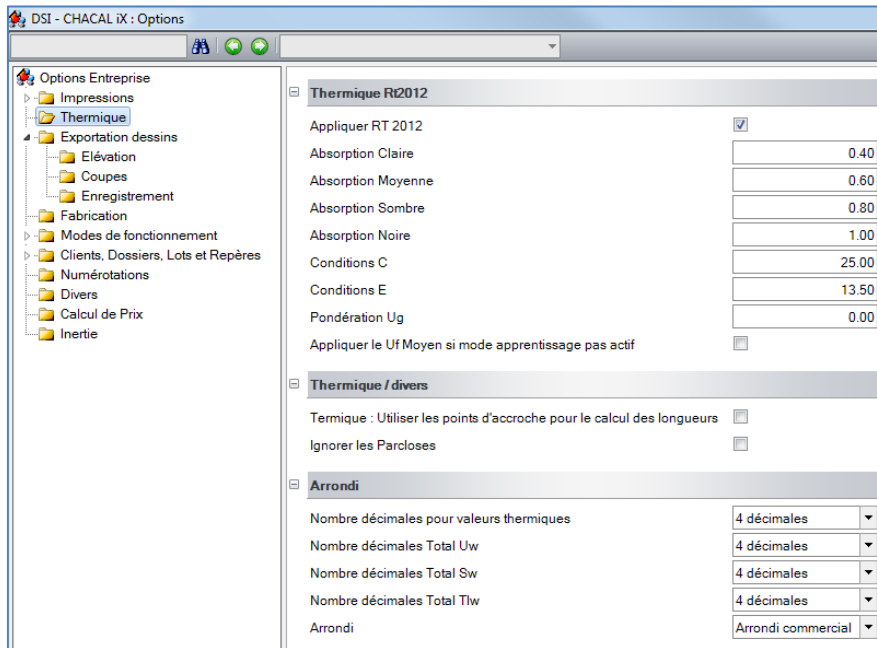 DSI - CHACAL iX : Options
Options Entreprise
Impressions
Thermique
Exportation dessins
Elévation
Coupes
Enregistrement
Fabrication
Modes de fonctionnement
Clients, Dossiers, Lots et Repères
Numérotations
Divers
Calcul de Prix
Inertie
Thermique Rt2012
Appliquer RT 2012
Absorption Claire 0.40
Absorption Moyenne 0.60
Absorption Sombre 0.80
Absorption Noire 1.00
Conditions C 25.00
Conditions E 13.50
Pondération Ug 0.00
Appliquer le Uf Moyen si mode apprentissage pas actif
Thermique / divers
Termique : Utiliser les points d'accroche pour le calcul des longueurs
Ignorer les Parcloses
Arrondi
Nombre décimales pour valeurs thermiques 4 décimales
Nombre décimales Total Uw 4 décimales
Nombre décimales Total Sw 4 décimales
Nombre décimales Total Tlw 4 décimales
Arrondi Arrondi commercial